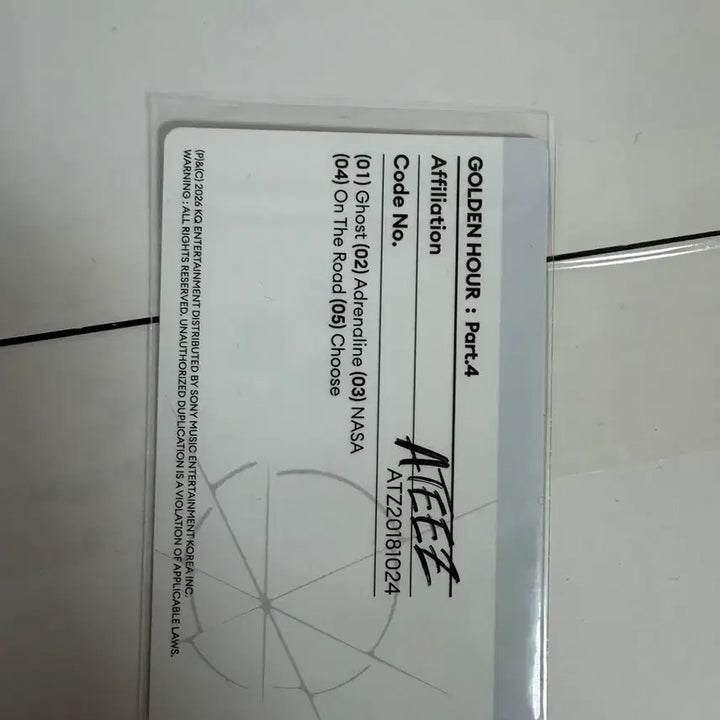 GOLDEN HOUR : Part.4
Affiliation ATEEZ
Code No. ATZ20181024
(01) Ghost (02) Adrenaline (03) NASA
(04) On The Road (05) Choose
(P)&(C) 2026 KQ ENTERTAINMENT DISTRIBUTED BY SONY MUSIC ENTERTAINMENT KOREA INC.
WARNING : ALL RIGHTS RESERVED. UNAUTHORIZED DUPLICATION IS A VIOLATION OF APPLICABLE LAWS.